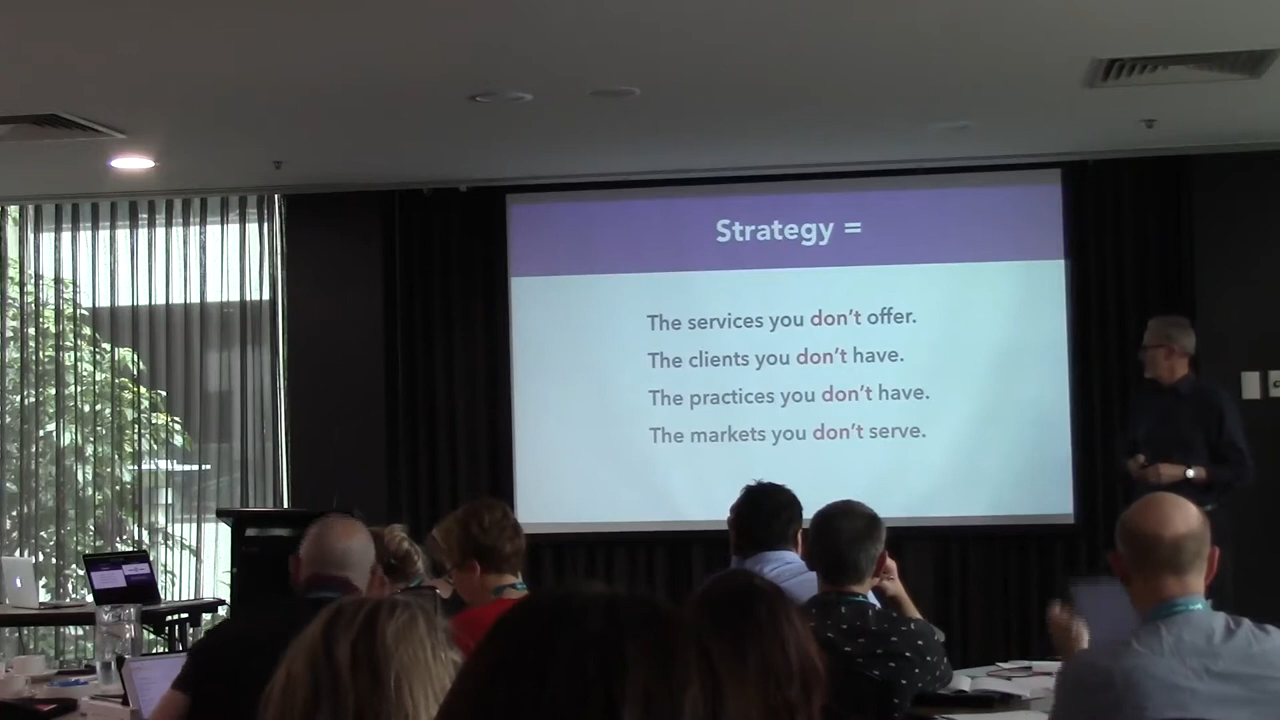 Strategy =
The services you don't offer.
The clients you don't have.
The practices you don't have.
The markets you don't serve.